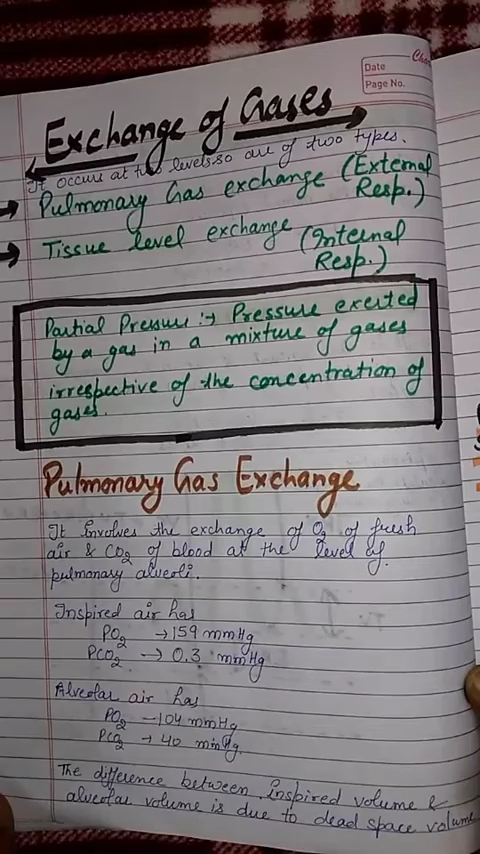 Date
Page No.
Exchange of Gases
It occurs at two levels so are of two types.
→ Pulmonary Gas exchange (External
Resp.)
→ Tissue level exchange (Internal
Resp.)
Partial Pressure :→ Pressure exerted
by a gas in a mixture of gases
irrespective of the concentration of
gases.
Pulmonary Gas Exchange
It involves the exchange of O₂ of fresh
air & CO₂ of blood at the level of
pulmonary alveoli.
Inspired air has
PO₂ → 159 mmHg
PCO₂ → 0.3 mmHg
Alveolar air has
PO₂ – 104 mmHg
PCO₂ → 40 mmHg.
The difference between Inspired volume &
alveolar volume is due to dead space volume